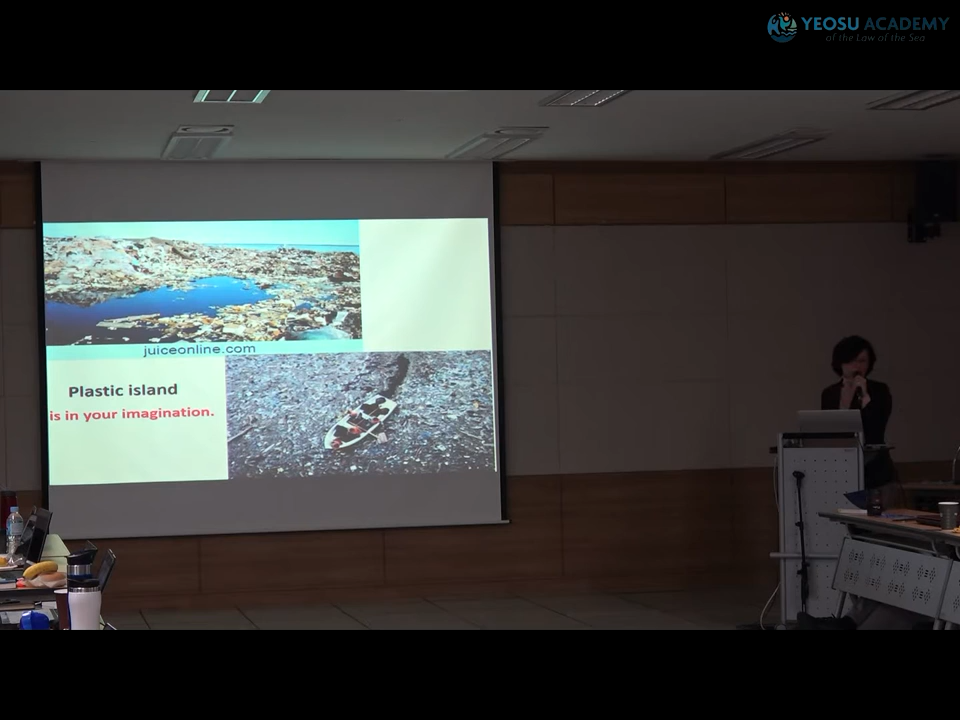 YEOSU ACADEMY
of the Law of the Sea
juiceonline.com
Plastic island
is in your imagination.